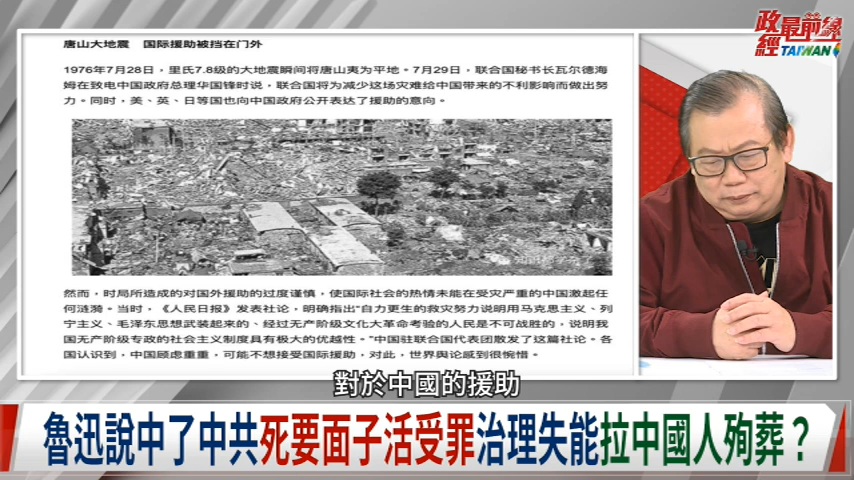 政經最前線
TAIWAN
唐山大地震 国际援助被挡在门外
1976年7月28日，里氏7.8级的大地震瞬间将唐山夷为平地。7月29日，联合国秘书长瓦尔德海
姆在致电中国政府总理华国锋时说，联合国将为减少这场灾难给中国带来的不利影响而做出努
力。同时，美、英、日等国也向中国政府公开表达了援助的意向。
然而，时局所造成的对国外援助的过度谨慎，使国际社会的热情未能在受灾严重的中国激起任
何涟漪。当时，《人民日报》发表社论，明确指出“自力更生的救灾努力说明用马克思主义、列
宁主义、毛泽东思想武装起来的、经过无产阶级文化大革命考验的人民是不可战胜的，说明我
国无产阶级专政的社会主义制度具有极大的优越性。”中国驻联合国代表团散发了这篇社论。各
国认识到，中国顾虑重重，可能不想接受国际援助，对此，世界舆论感到很惋惜。
對於中國的援助
魯迅說中了中共死要面子活受罪治理失能拉中國人殉葬？